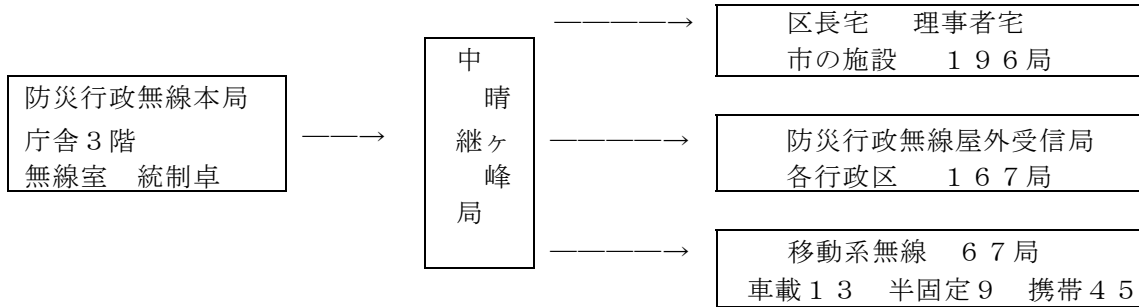 防災行政無線本局
庁舎３階
無線室　統制卓
―――→
中
晴
継ヶ
峰
局
――――→
区長宅　理事者宅
市の施設　１９６局
――――→
防災行政無線屋外受信局
各行政区　１６７局
――――→
移動系無線　６７局
車載１３　半固定９　携帯４５